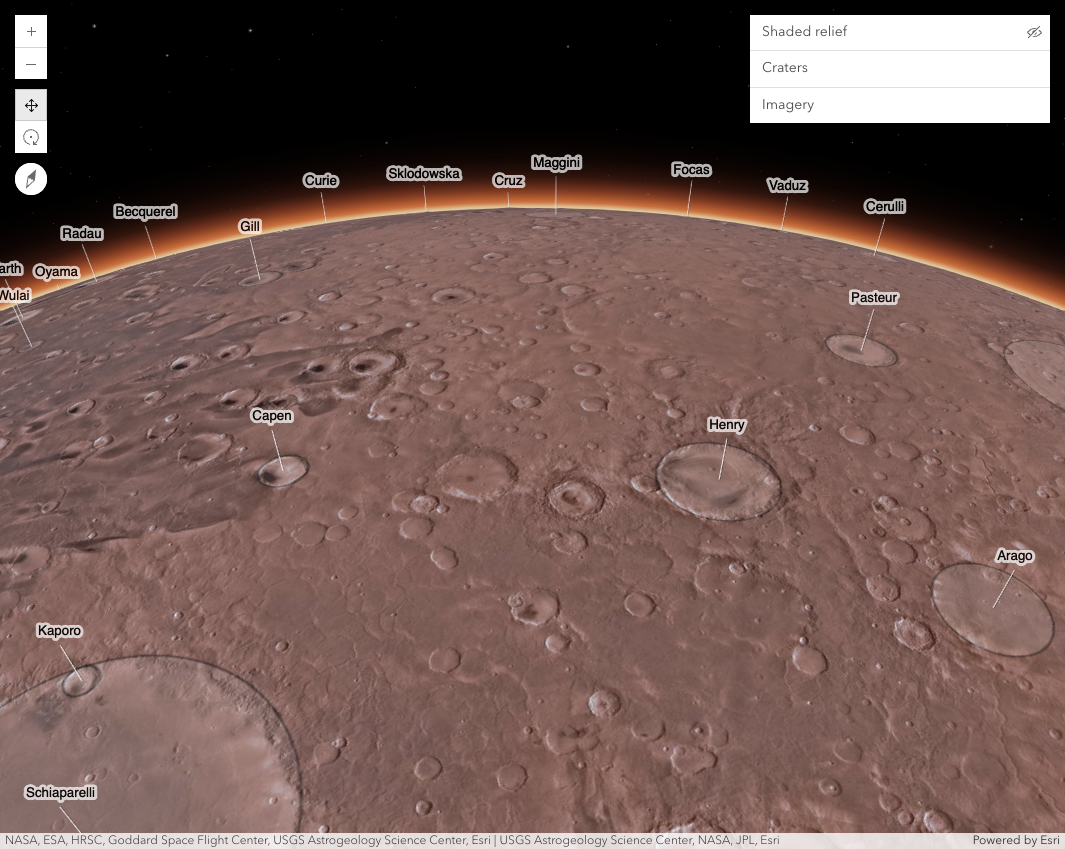 +
−
Shaded relief
Craters
Imagery
Maggini
Focas
Sklodowska
Cruz
Curie
Vaduz
Cerulli
Becquerel
Gill
Radau
arth
Oyama
Wulai
Pasteur
Capen
Henry
Arago
Kaporo
Schiaparelli
NASA, ESA, HRSC, Goddard Space Flight Center, USGS Astrogeology Science Center, Esri | USGS Astrogeology Science Center, NASA, JPL, Esri
Powered by Esri